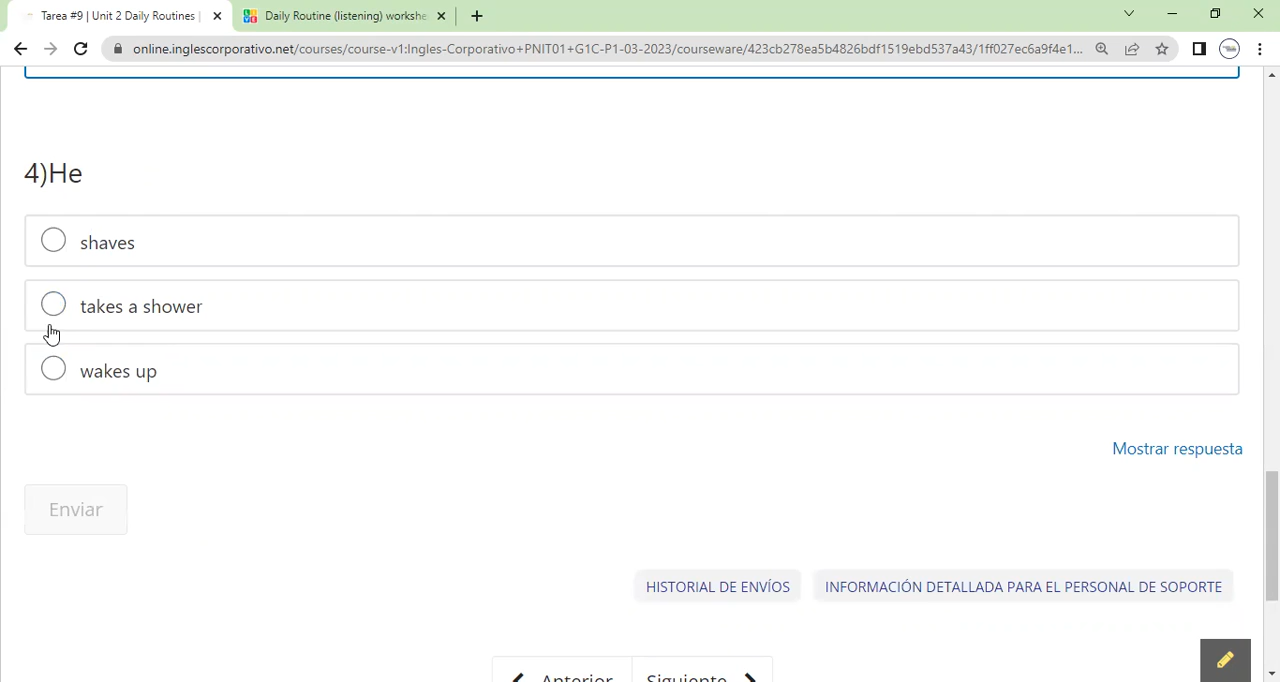 Tarea #9 | Unit 2 Daily Routines |
Daily Routine (listening) workshe
online.inglescorporativo.net/courses/course-v1:Ingles-Corporativo+PNIT01+G1C-P1-03-2023/courseware/423cb278ea5b4826bdf1519ebd537a43/1ff027ec6a9f4e1...
4)He
shaves
takes a shower
wakes up
Mostrar respuesta
Enviar
HISTORIAL DE ENVÍOS
INFORMACIÓN DETALLADA PARA EL PERSONAL DE SOPORTE
Anterior
Siguiente